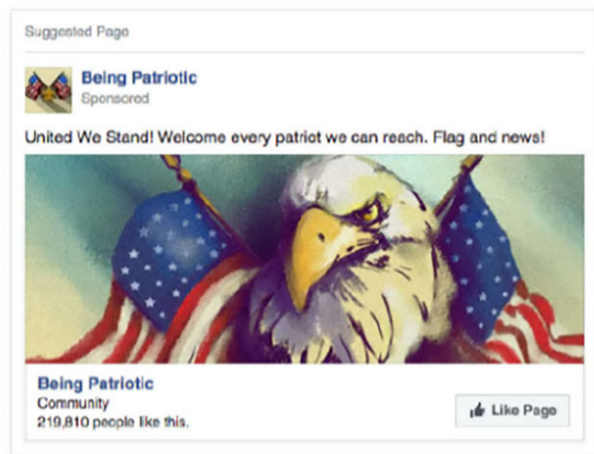 Suggested Page
Being Patriotic
Sponsored
United We Stand! Welcome every patriot we can reach. Flag and news!
Being Patriotic
Community
219,810 people like this.
Like Page